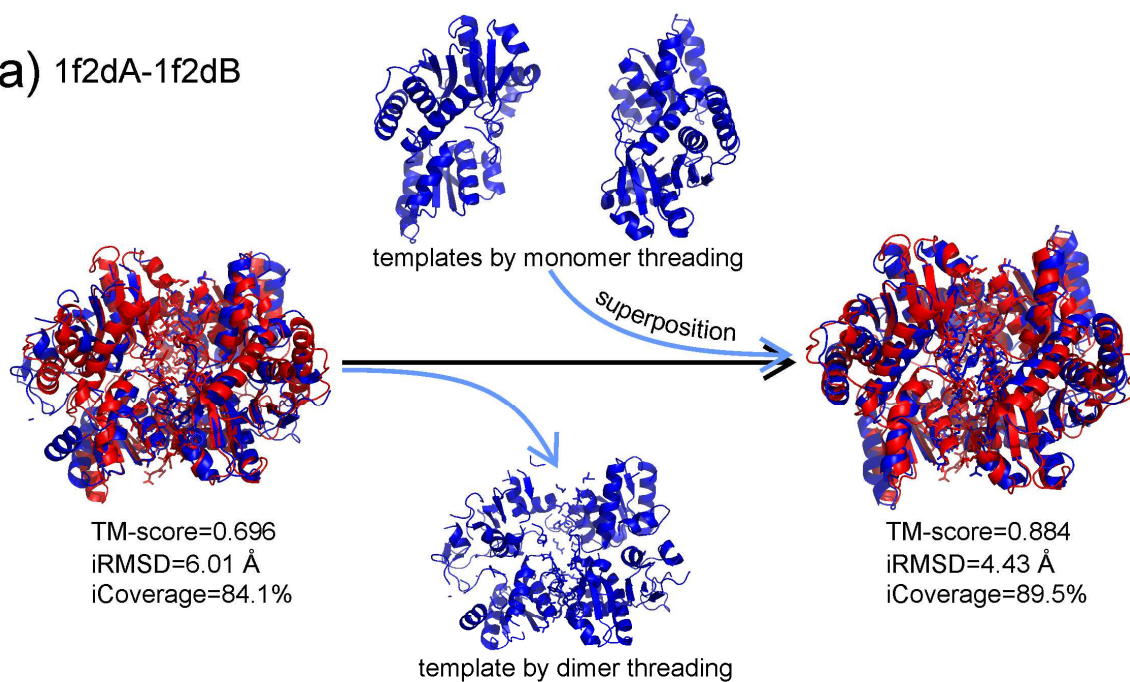 a) 1f2dA-1f2dB
templates by monomer threading
superposition
TM-score=0.696
iRMSD=6.01 Å
iCoverage=84.1%
TM-score=0.884
iRMSD=4.43 Å
iCoverage=89.5%
template by dimer threading